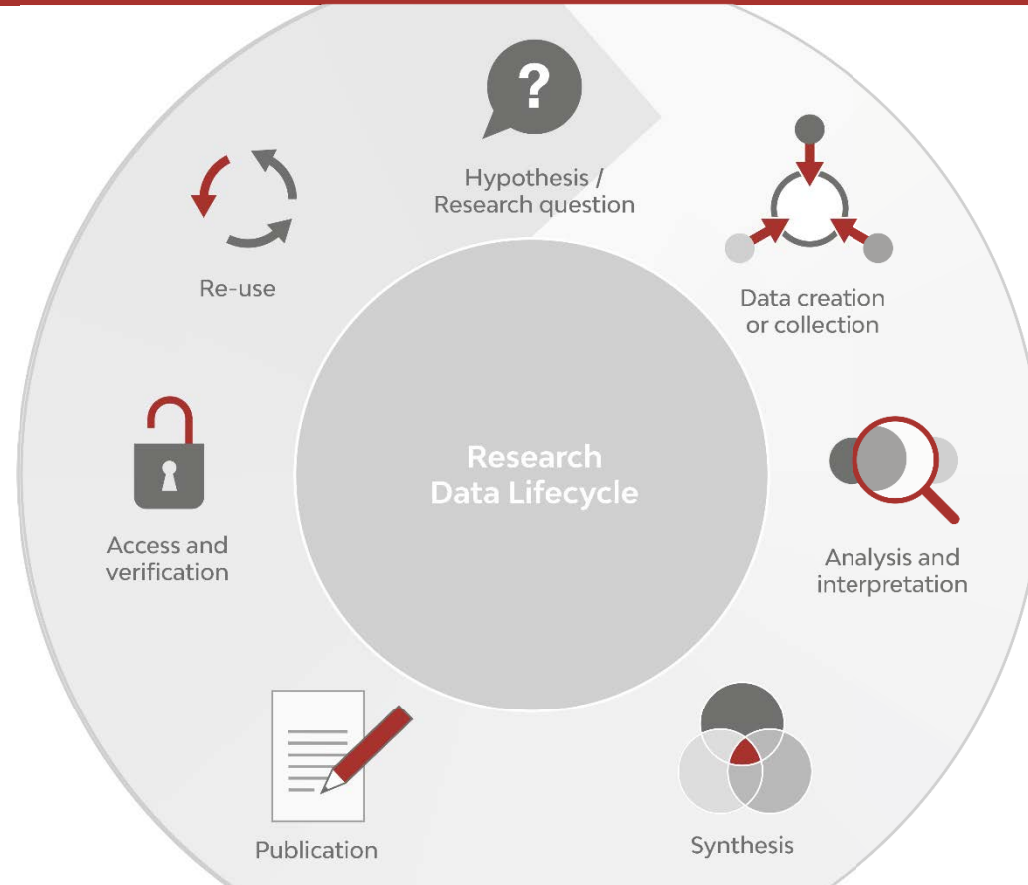 ?
Hypothesis /
Research question
Data creation
or collection
Analysis and
interpretation
Synthesis
Publication
Access and
verification
Re-use
Research
Data Lifecycle